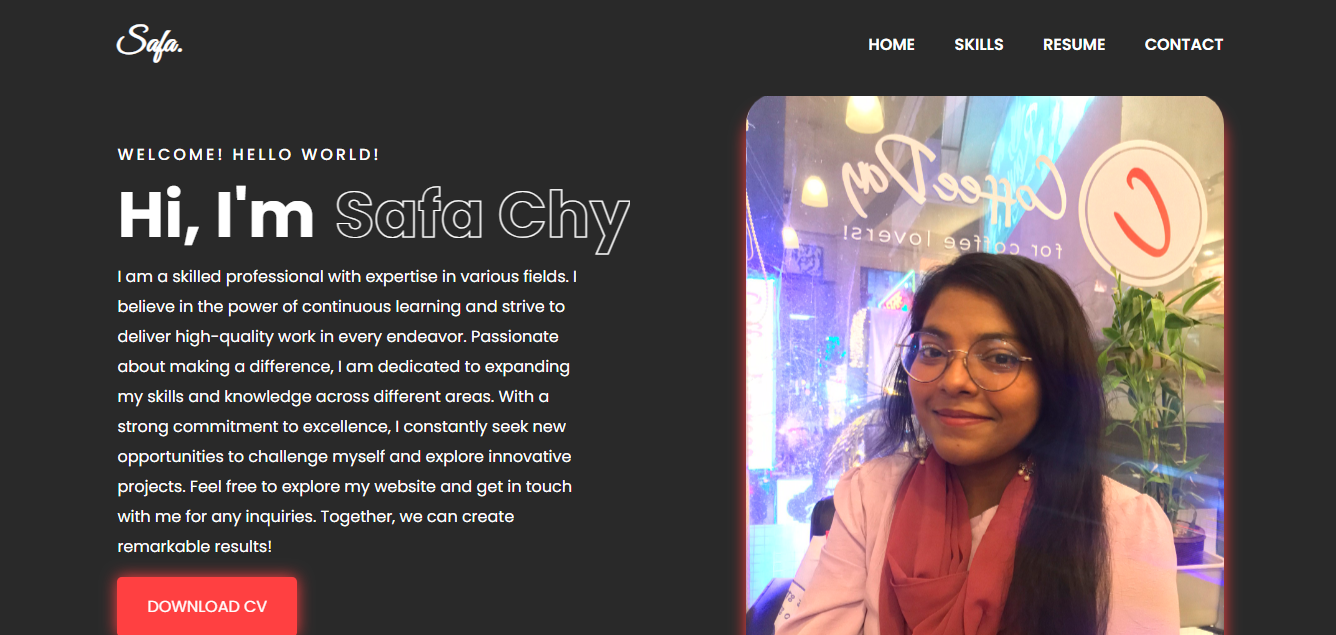 Safa.
HOME SKILLS RESUME CONTACT
WELCOME! HELLO WORLD!
Hi, I'm Safa Chy
I am a skilled professional with expertise in various fields. I
believe in the power of continuous learning and strive to
deliver high-quality work in every endeavor. Passionate
about making a difference, I am dedicated to expanding
my skills and knowledge across different areas. With a
strong commitment to excellence, I constantly seek new
opportunities to challenge myself and explore innovative
projects. Feel free to explore my website and get in touch
with me for any inquiries. Together, we can create
remarkable results!
DOWNLOAD CV
C
CoffeeDay
for coffee lovers!